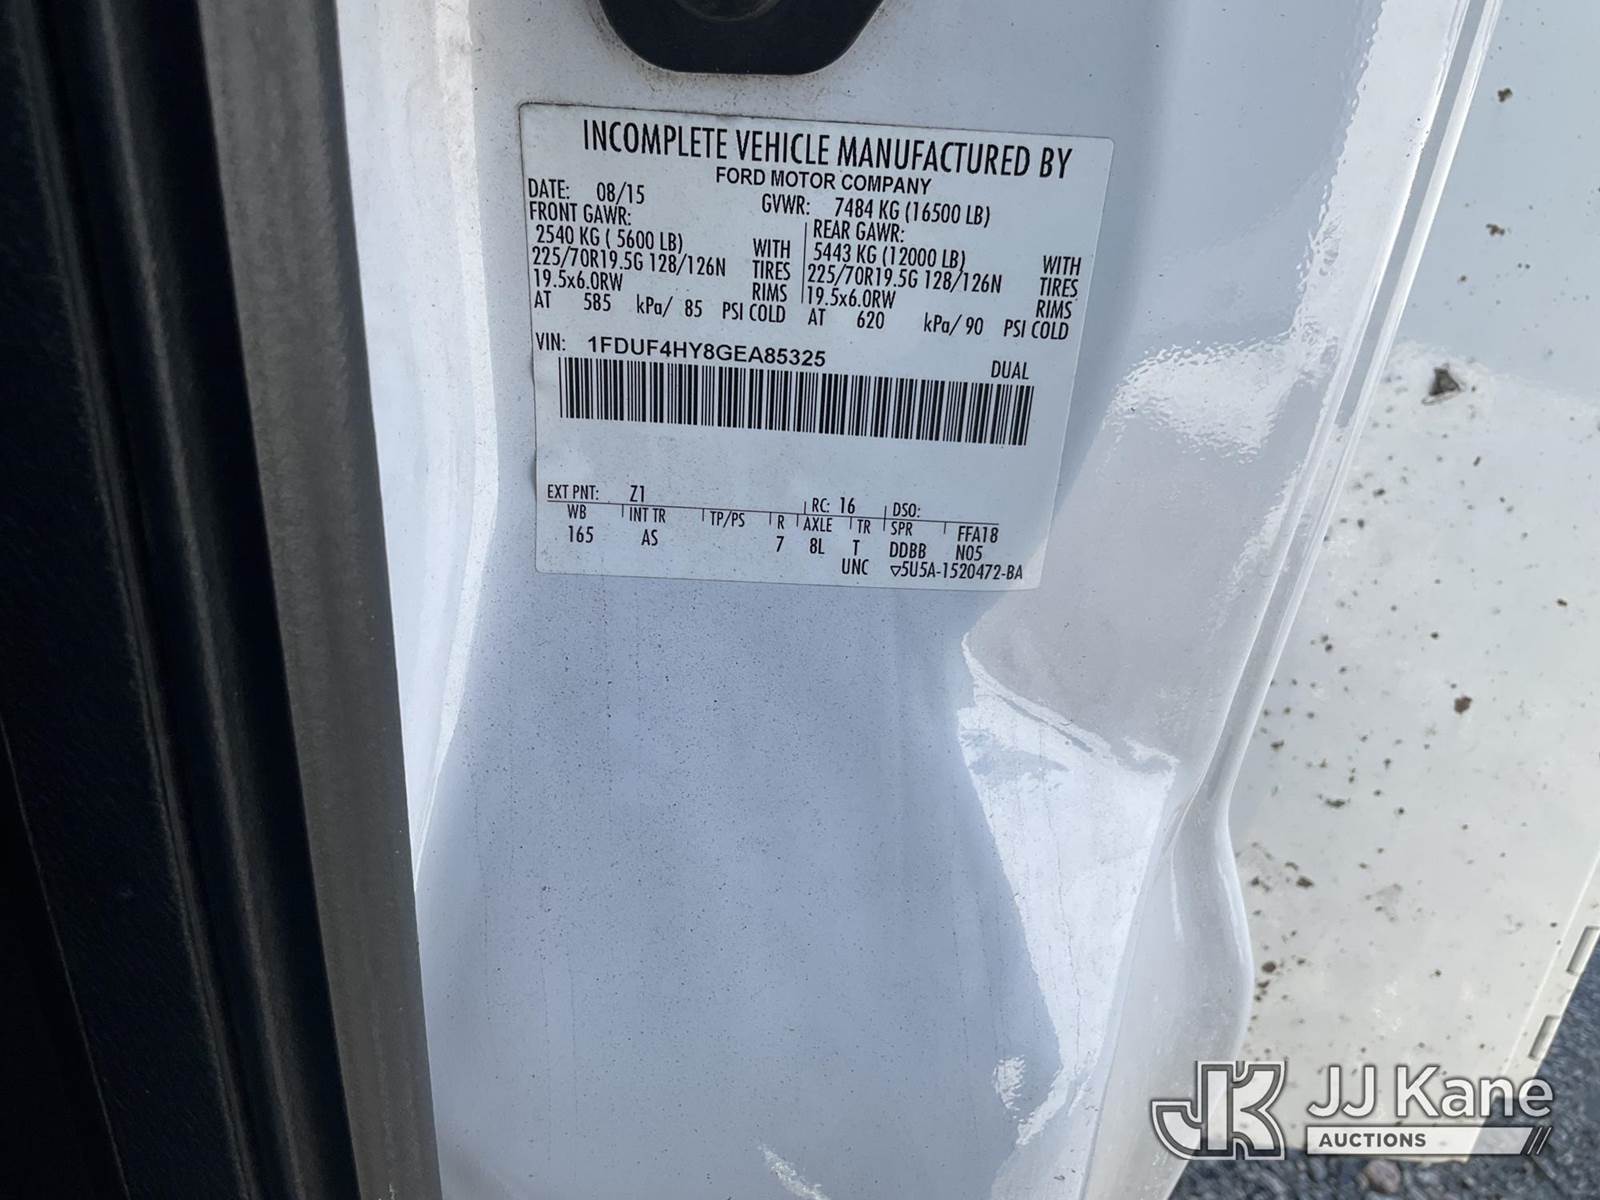 INCOMPLETE VEHICLE MANUFACTURED BY
FORD MOTOR COMPANY
DATE: 08/15 GVWR: 7484 KG (16500 LB)
FRONT GAWR: REAR GAWR:
2540 KG ( 5600 LB) WITH 5443 KG (12000 LB) WITH
225/70R19.5G 128/126N TIRES 225/70R19.5G 128/126N TIRES
19.5x6.0RW RIMS 19.5x6.0RW RIMS
AT 585 kPa/ 85 PSI COLD AT 620 kPa/ 90 PSI COLD
VIN: 1FDUF4HY8GEA85325 DUAL
EXT PNT: Z1 RC: 16 DSO:
WB INT TR TP/PS R AXLE TR SPR FFA18
165 AS 7 8L T DDBB N05
UNC ▽5U5A-1520472-BA
JK JJ Kane
AUCTIONS